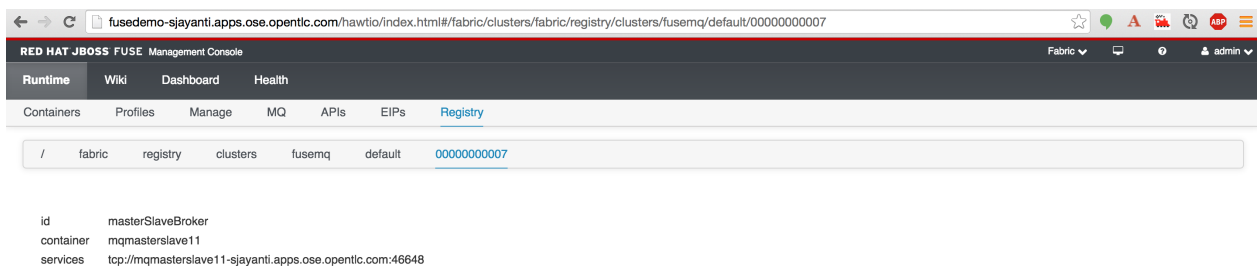 fusedemo-sjayanti.apps.ose.opentlc.com/hawtio/index.html#/fabric/clusters/fabric/registry/clusters/fusemq/default/00000000007
A ABP
RED HAT JBOSS FUSE Management Console Fabric ? admin
Runtime Wiki Dashboard Health
Containers Profiles Manage MQ APIs EIPs Registry
/ fabric registry clusters fusemq default 00000000007
id masterSlaveBroker
container mqmasterslave11
services tcp://mqmasterslave11-sjayanti.apps.ose.opentlc.com:46648